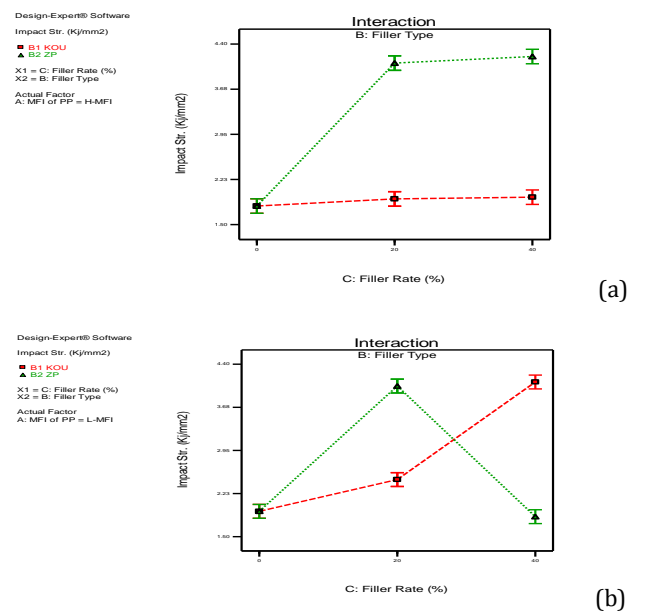 Design-Expert® Software
Impact Str. (Kj/mm2)
B1 KOU
B2 ZP
X1 = C: Filler Rate (%)
X2 = B: Filler Type
Actual Factor
A: MFI of PP = H-MFI
Interaction
B: Filler Type
Impact Str. (Kj/mm2)
4.40
3.68
2.95
2.23
1.50
0
20
40
C: Filler Rate (%)
(a)
Design-Expert® Software
Impact Str. (Kj/mm2)
B1 KOU
B2 ZP
X1 = C: Filler Rate (%)
X2 = B: Filler Type
Actual Factor
A: MFI of PP = L-MFI
Interaction
B: Filler Type
Impact Str. (Kj/mm2)
4.40
3.68
2.95
2.23
1.50
0
20
40
C: Filler Rate (%)
(b)